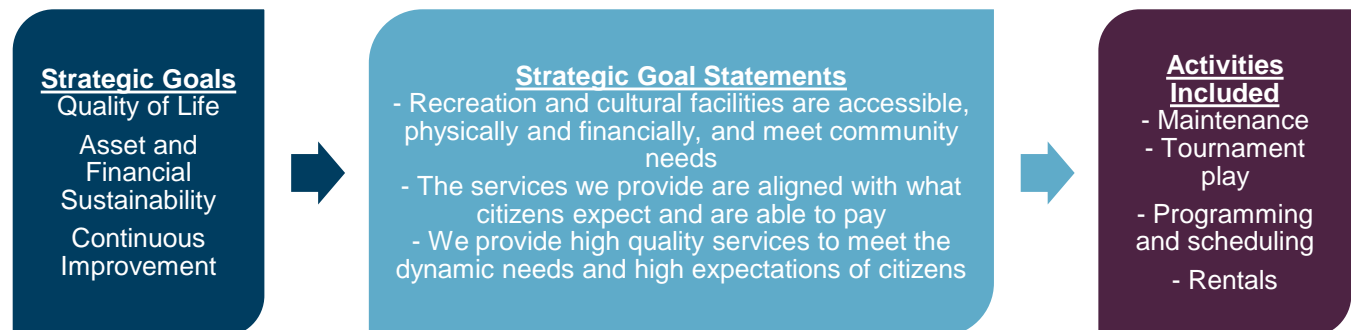 Strategic Goals
Quality of Life
Asset and
Financial
Sustainability
Continuous
Improvement
Strategic Goal Statements
- Recreation and cultural facilities are accessible,
physically and financially, and meet community
needs
- The services we provide are aligned with what
citizens expect and are able to pay
- We provide high quality services to meet the
dynamic needs and high expectations of citizens
Activities
Included
- Maintenance
- Tournament
play
- Programming
and scheduling
- Rentals